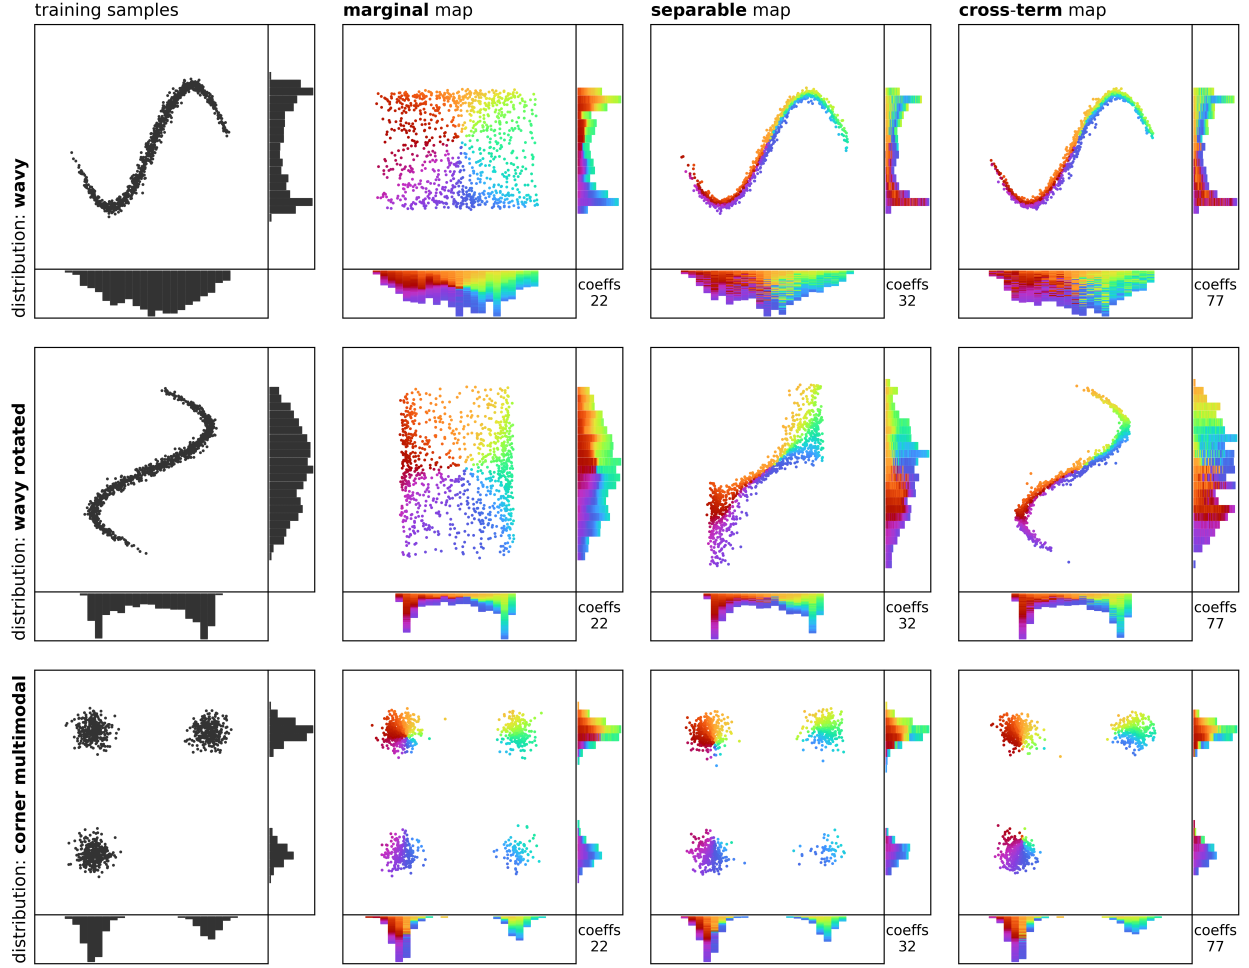 training samples
marginal map
separable map
cross-term map
distribution: wavy
coeffs
22
coeffs
32
coeffs
77
distribution: wavy rotated
coeffs
22
coeffs
32
coeffs
77
distribution: corner multimodal
coeffs
22
coeffs
32
coeffs
77